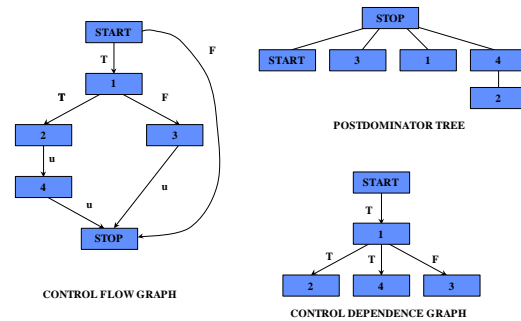 START
F
T
1
T
F
2
3
u
4
u
u
STOP
CONTROL FLOW GRAPH
STOP
START
3
1
4
2
POSTDOMINATOR TREE
START
T
1
T
T
F
2
4
3
CONTROL DEPENDENCE GRAPH